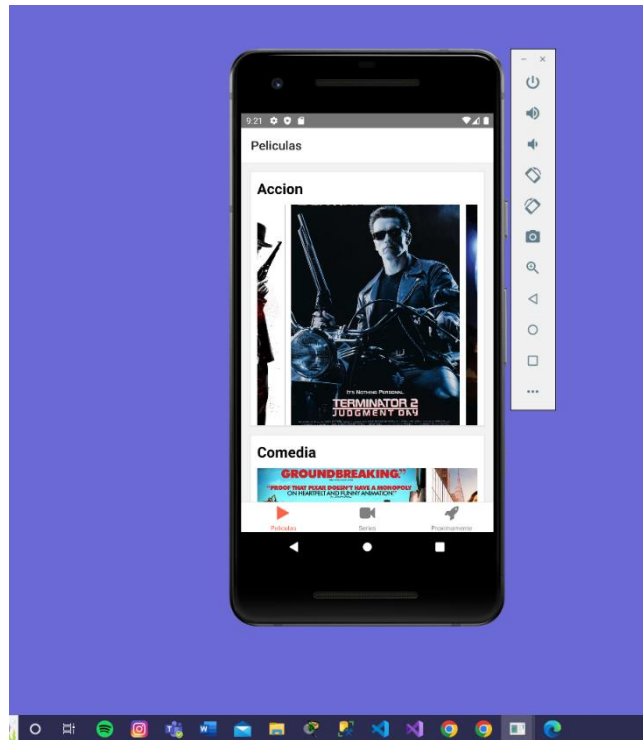 9:21
Peliculas
Accion
IT'S NOTHING PERSONAL.
TERMINATOR 2
JUDGMENT DAY
Comedia
GROUNDBREAKING."
"PROOF THAT PIXAR DOESN'T HAVE A MONOPOLY
ON HEARTFELT AND FUNNY ANIMATION."
Peliculas
Series
Proximamente